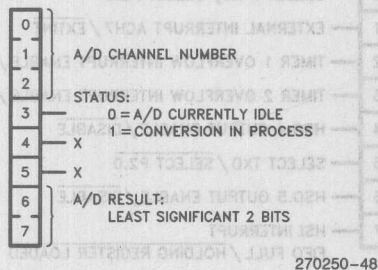 0
1
A/D CHANNEL NUMBER
2
STATUS:
3
0 = A/D CURRENTLY IDLE
1 = CONVERSION IN PROCESS
4
X
5
X
6
A/D RESULT:
LEAST SIGNIFICANT 2 BITS
7
270250-48